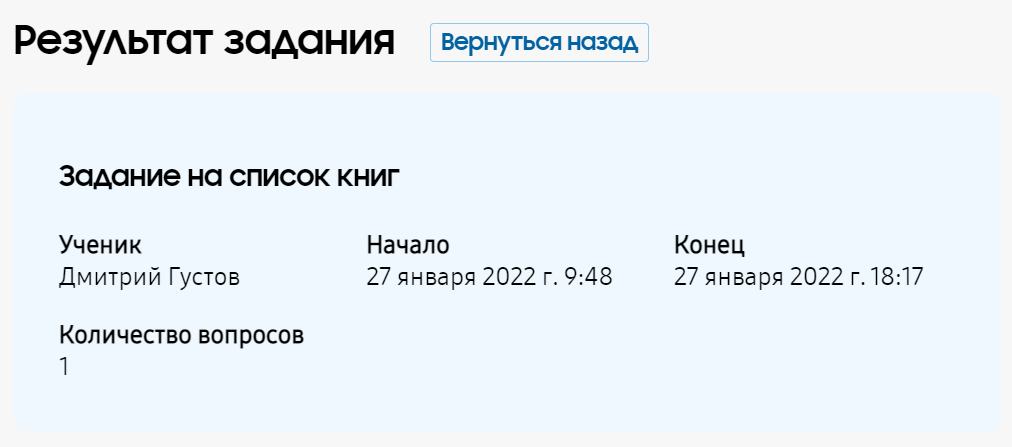 Результат задания
Вернуться назад
Задание на список книг
Ученик
Начало
Конец
Дмитрий Густов
27 января 2022 г. 9:48
27 января 2022 г. 18:17
Количество вопросов
1